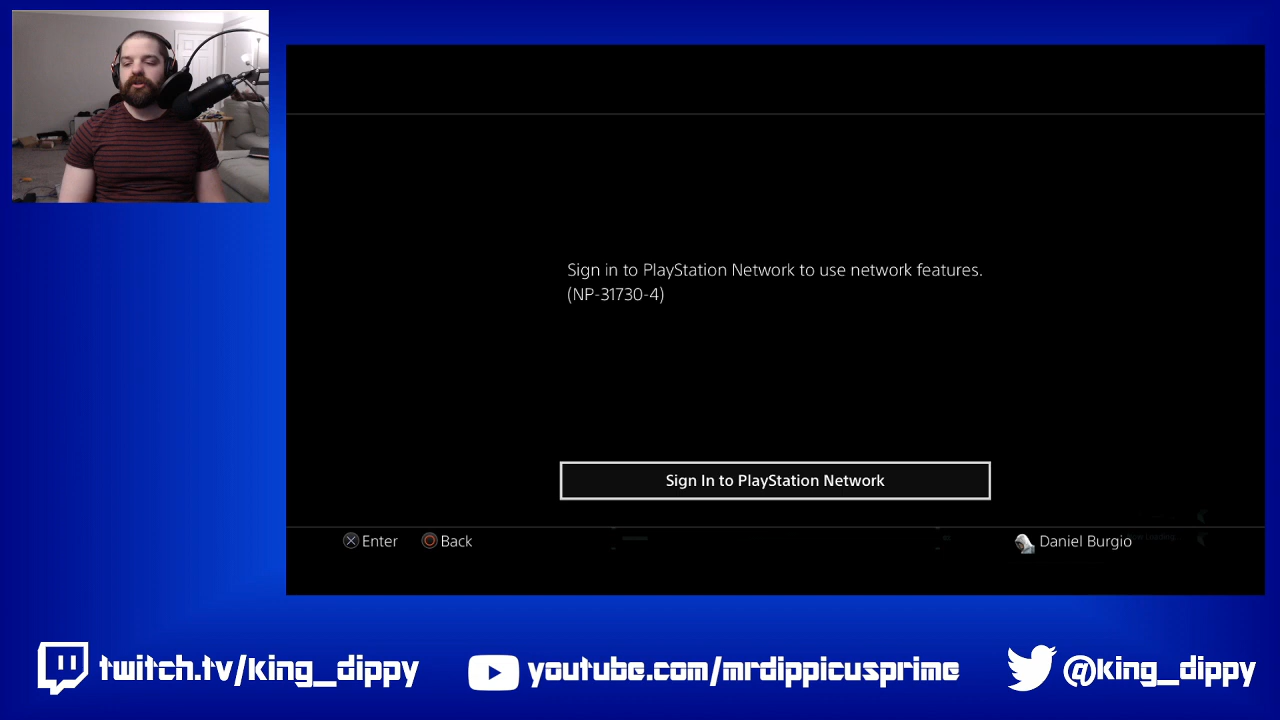 Sign in to PlayStation Network to use network features.
(NP-31730-4)
Sign In to PlayStation Network
Enter
Back
Daniel Burgio
twitch.tv/king_dippy
youtube.com/mrdippicusprime
@king_dippy